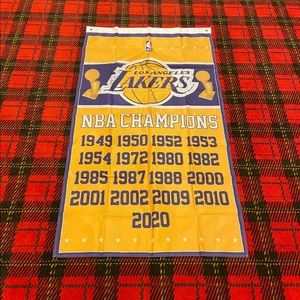 LOS ANGELES
LAKERS
NBA CHAMPIONS
1949 1950 1952 1953
1954 1972 1980 1982
1985 1987 1988 2000
2001 2002 2009 2010
2020